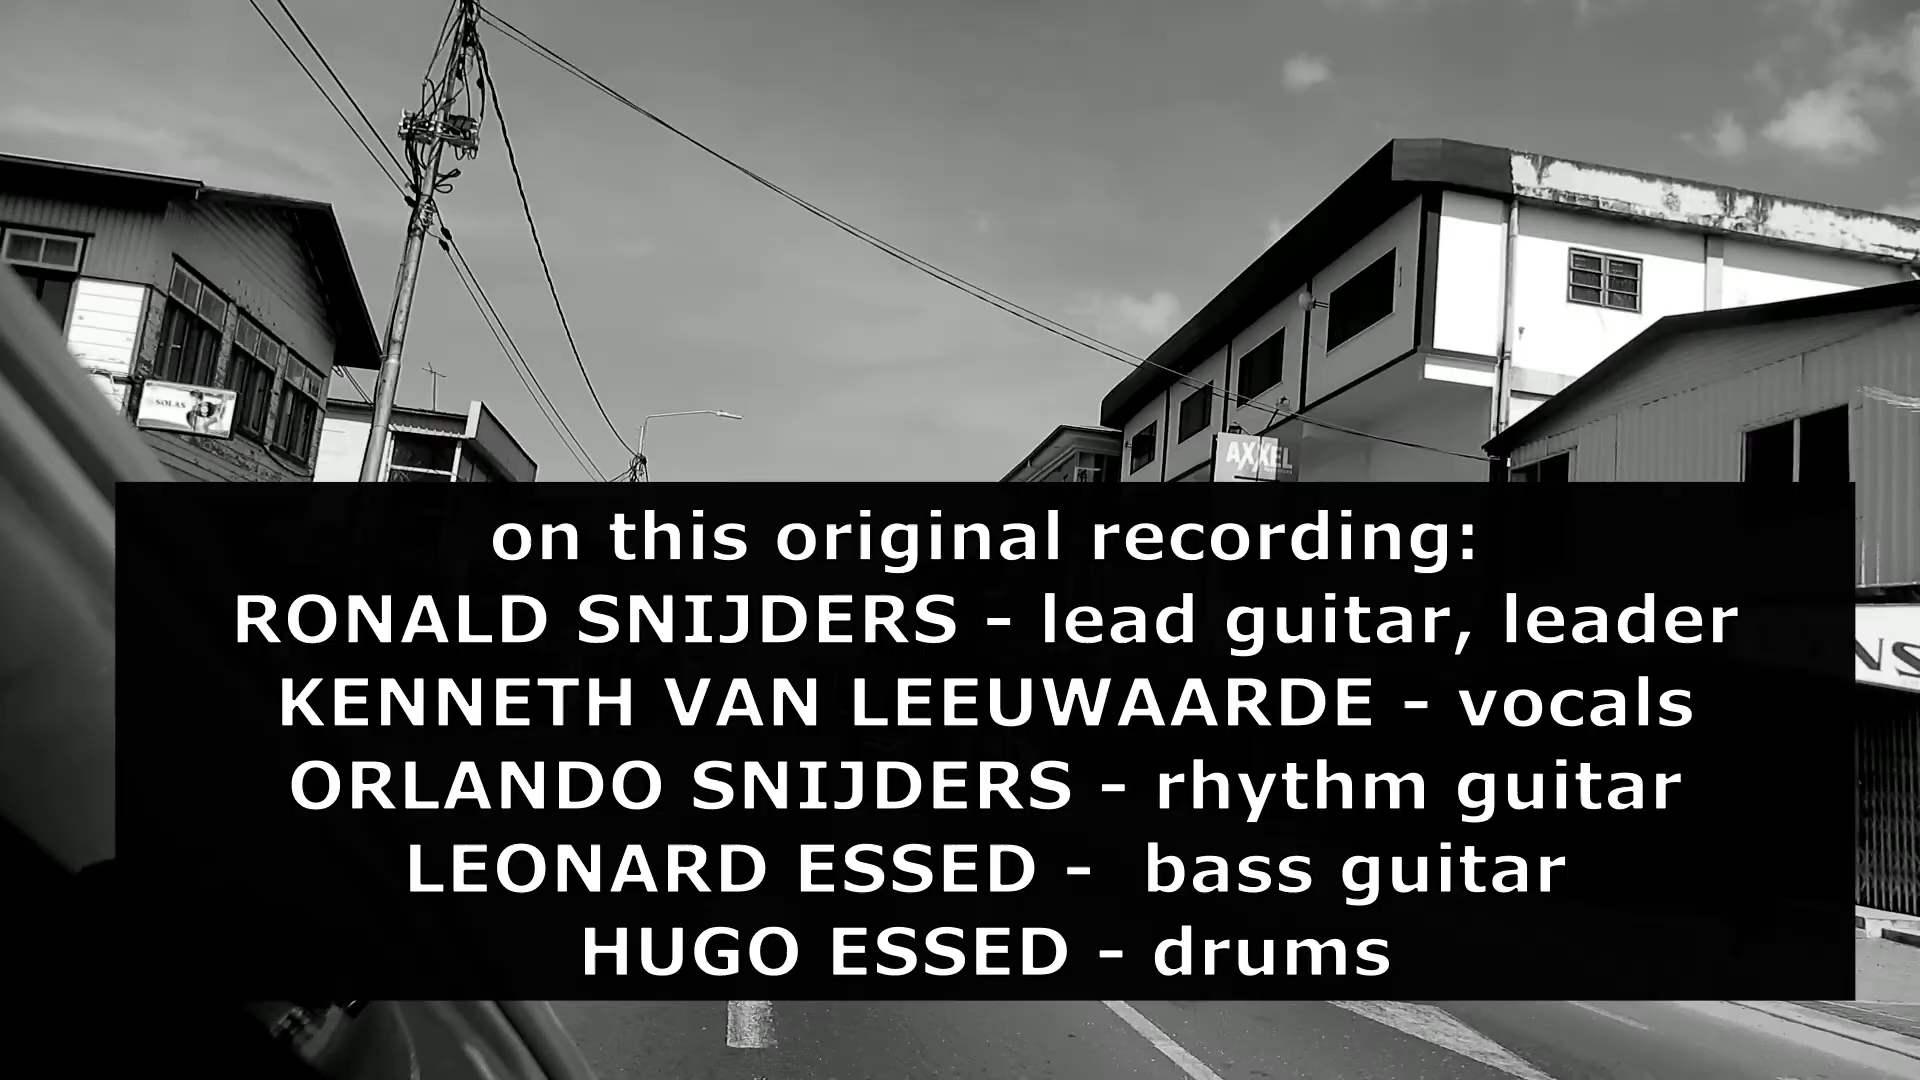 SOLAS
AXXEL
on this original recording:
RONALD SNIJDERS - lead guitar, leader
KENNETH VAN LEEUWAARDE - vocals
ORLANDO SNIJDERS - rhythm guitar
LEONARD ESSED - bass guitar
HUGO ESSED - drums